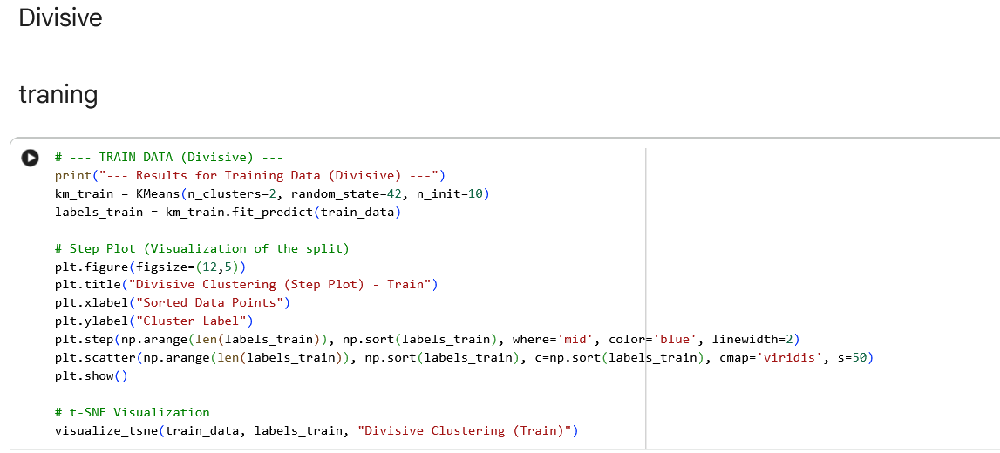 Divisive
traning
# --- TRAIN DATA (Divisive) ---
print("--- Results for Training Data (Divisive) ---")
km_train = KMeans(n_clusters=2, random_state=42, n_init=10)
labels_train = km_train.fit_predict(train_data)
# Step Plot (Visualization of the split)
plt.figure(figsize=(12,5))
plt.title("Divisive Clustering (Step Plot) - Train")
plt.xlabel("Sorted Data Points")
plt.ylabel("Cluster Label")
plt.step(np.arange(len(labels_train)), np.sort(labels_train), where='mid', color='blue', linewidth=2)
plt.scatter(np.arange(len(labels_train)), np.sort(labels_train), c=np.sort(labels_train), cmap='viridis', s=50)
plt.show()
# t-SNE Visualization
visualize_tsne(train_data, labels_train, "Divisive Clustering (Train)")